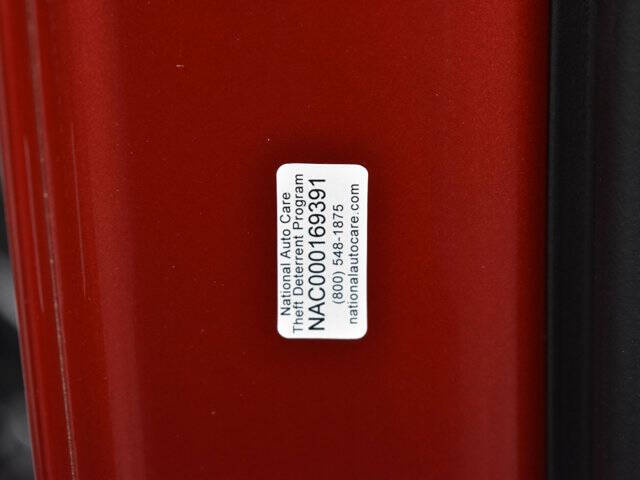 National Auto Care
Theft Deterrent Program
NAC000169391
(800) 548-1875
nationalautocare.com